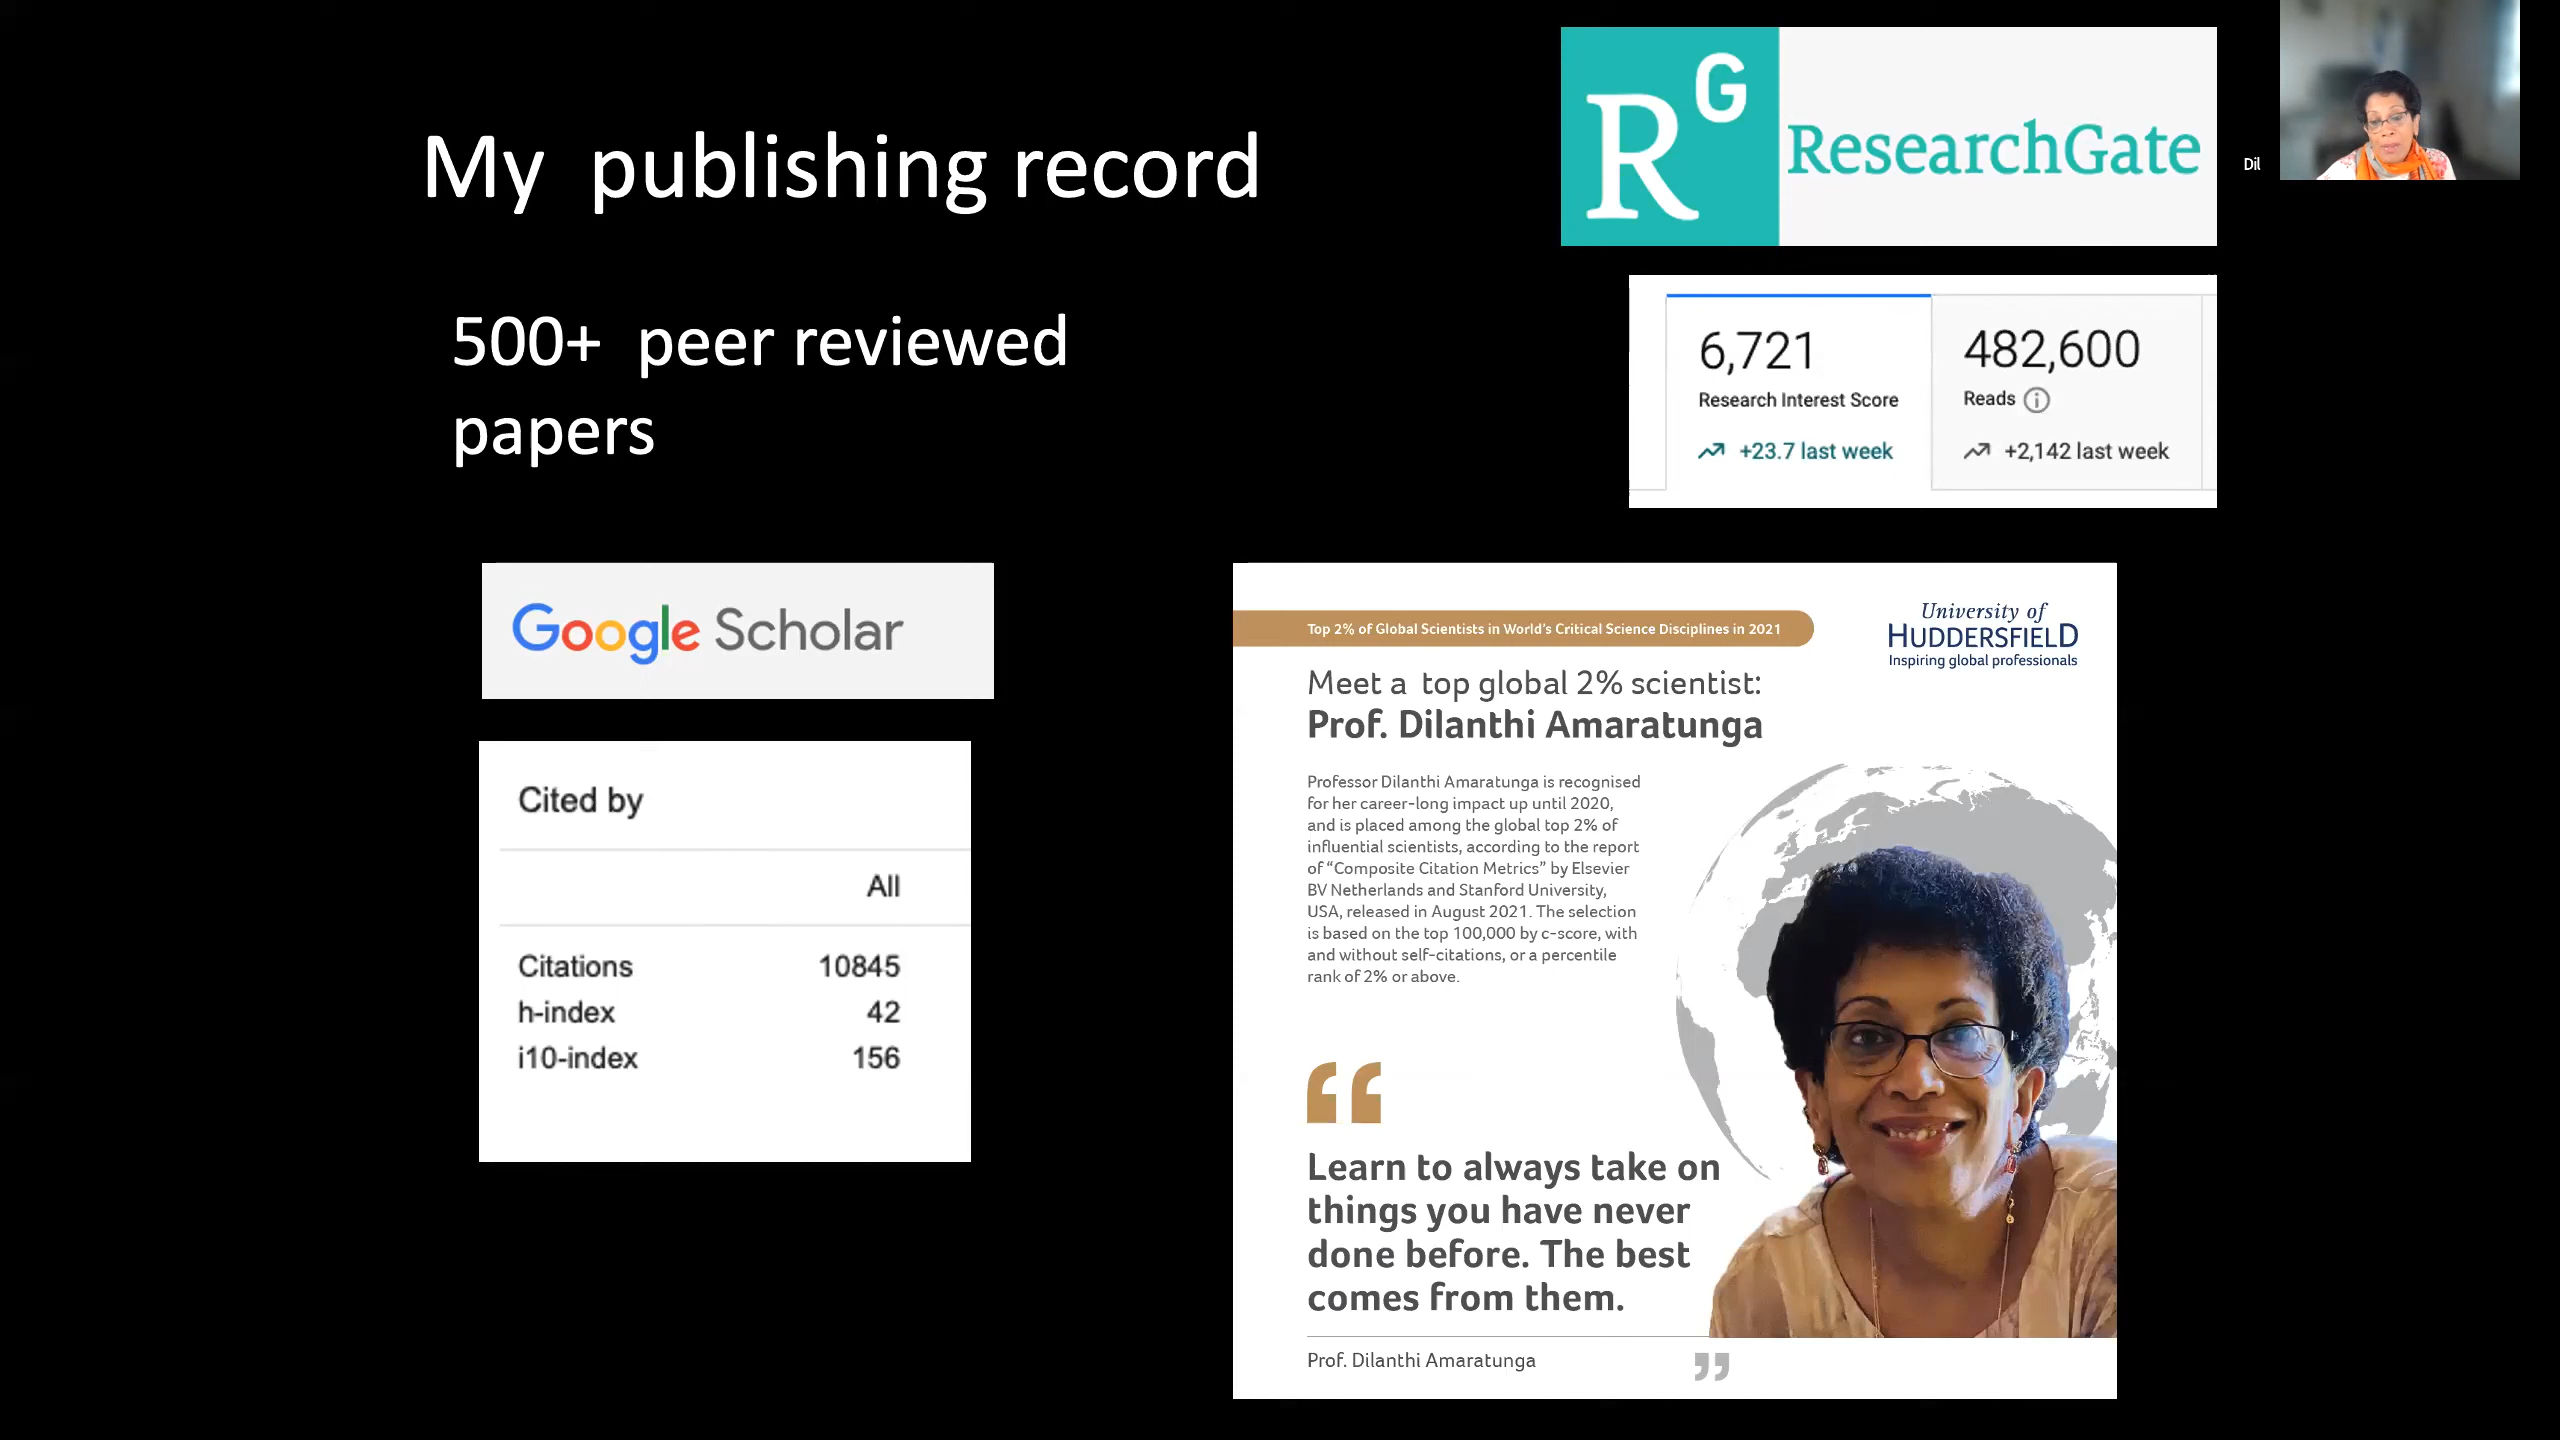 My  publishing record
500+  peer reviewed
papers
RG
ResearchGate
Dil
6,721
Research Interest Score
+23.7 last week
482,600
Reads
+2,142 last week
Google Scholar
Cited by
All
Citations 10845
h-index 42
i10-index 156
Top 2% of Global Scientists in World's Critical Science Disciplines in 2021
University of
HUDDERSFIELD
Inspiring global professionals
Meet a  top global 2% scientist:
Prof. Dilanthi Amaratunga
Professor Dilanthi Amaratunga is recognised
for her career-long impact up until 2020,
and is placed among the global top 2% of
influential scientists, according to the report
of “Composite Citation Metrics” by Elsevier
BV Netherlands and Stanford University,
USA, released in August 2021. The selection
is based on the top 100,000 by c-score, with
and without self-citations, or a percentile
rank of 2% or above.
“
Learn to always take on
things you have never
done before. The best
comes from them.
Prof. Dilanthi Amaratunga
”